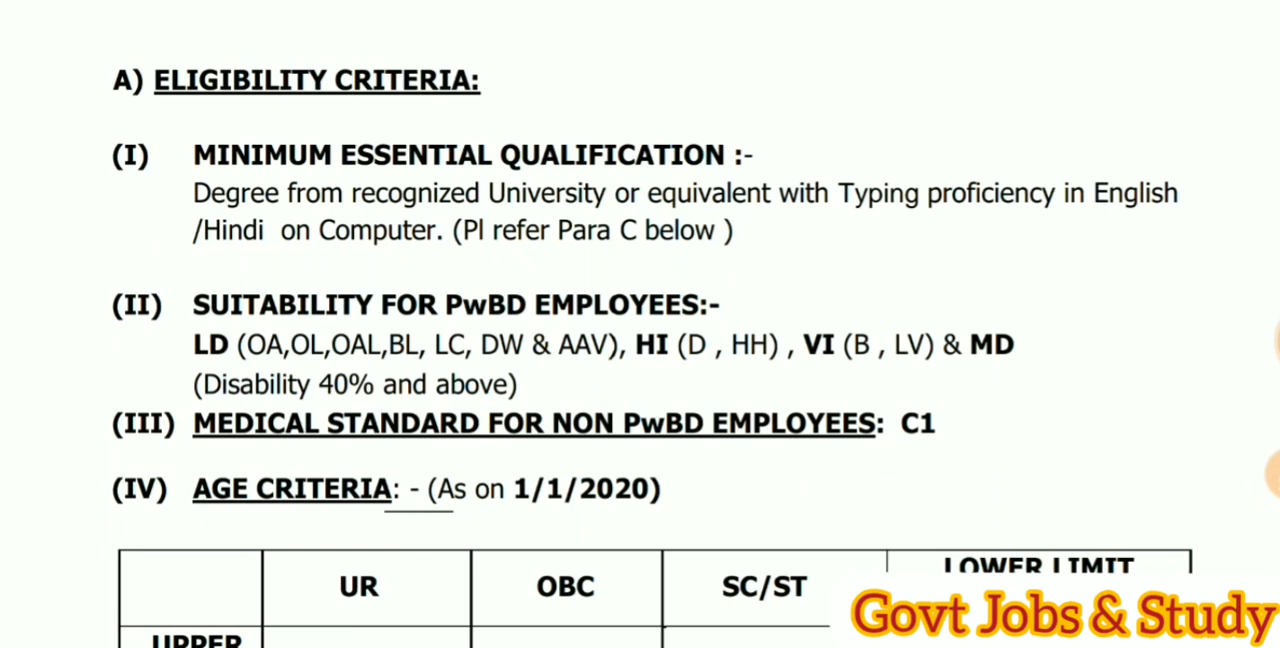 A) ELIGIBILITY CRITERIA:
(I) MINIMUM ESSENTIAL QUALIFICATION :-
Degree from recognized University or equivalent with Typing proficiency in English
/Hindi on Computer. (Pl refer Para C below )
(II) SUITABILITY FOR PwBD EMPLOYEES:-
LD (OA,OL,OAL,BL, LC, DW & AAV), HI (D , HH) , VI (B , LV) & MD
(Disability 40% and above)
(III) MEDICAL STANDARD FOR NON PwBD EMPLOYEES: C1
(IV) AGE CRITERIA: - (As on 1/1/2020)
UR OBC SC/ST LOWER LIMIT
UPPER
Govt Jobs & Study